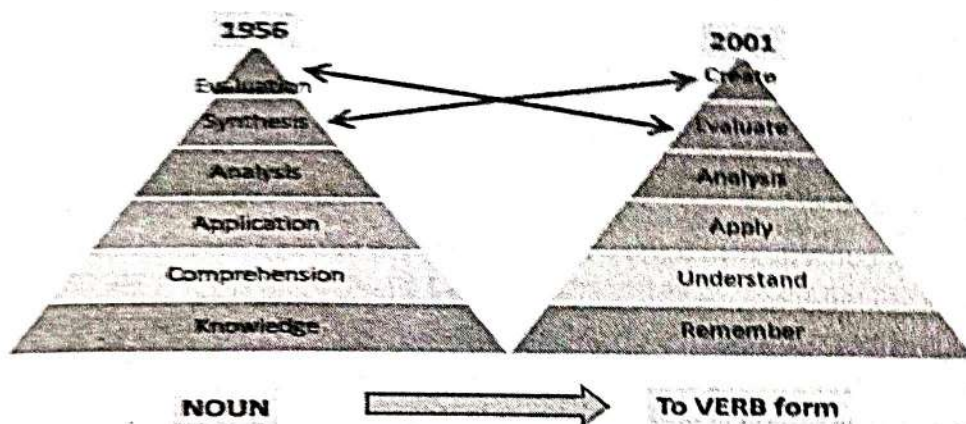 1956
Evaluation
Synthesis
Analysis
Application
Comprehension
Knowledge
2001
Create
Evaluate
Analysis
Apply
Understand
Remember
NOUN
To VERB form